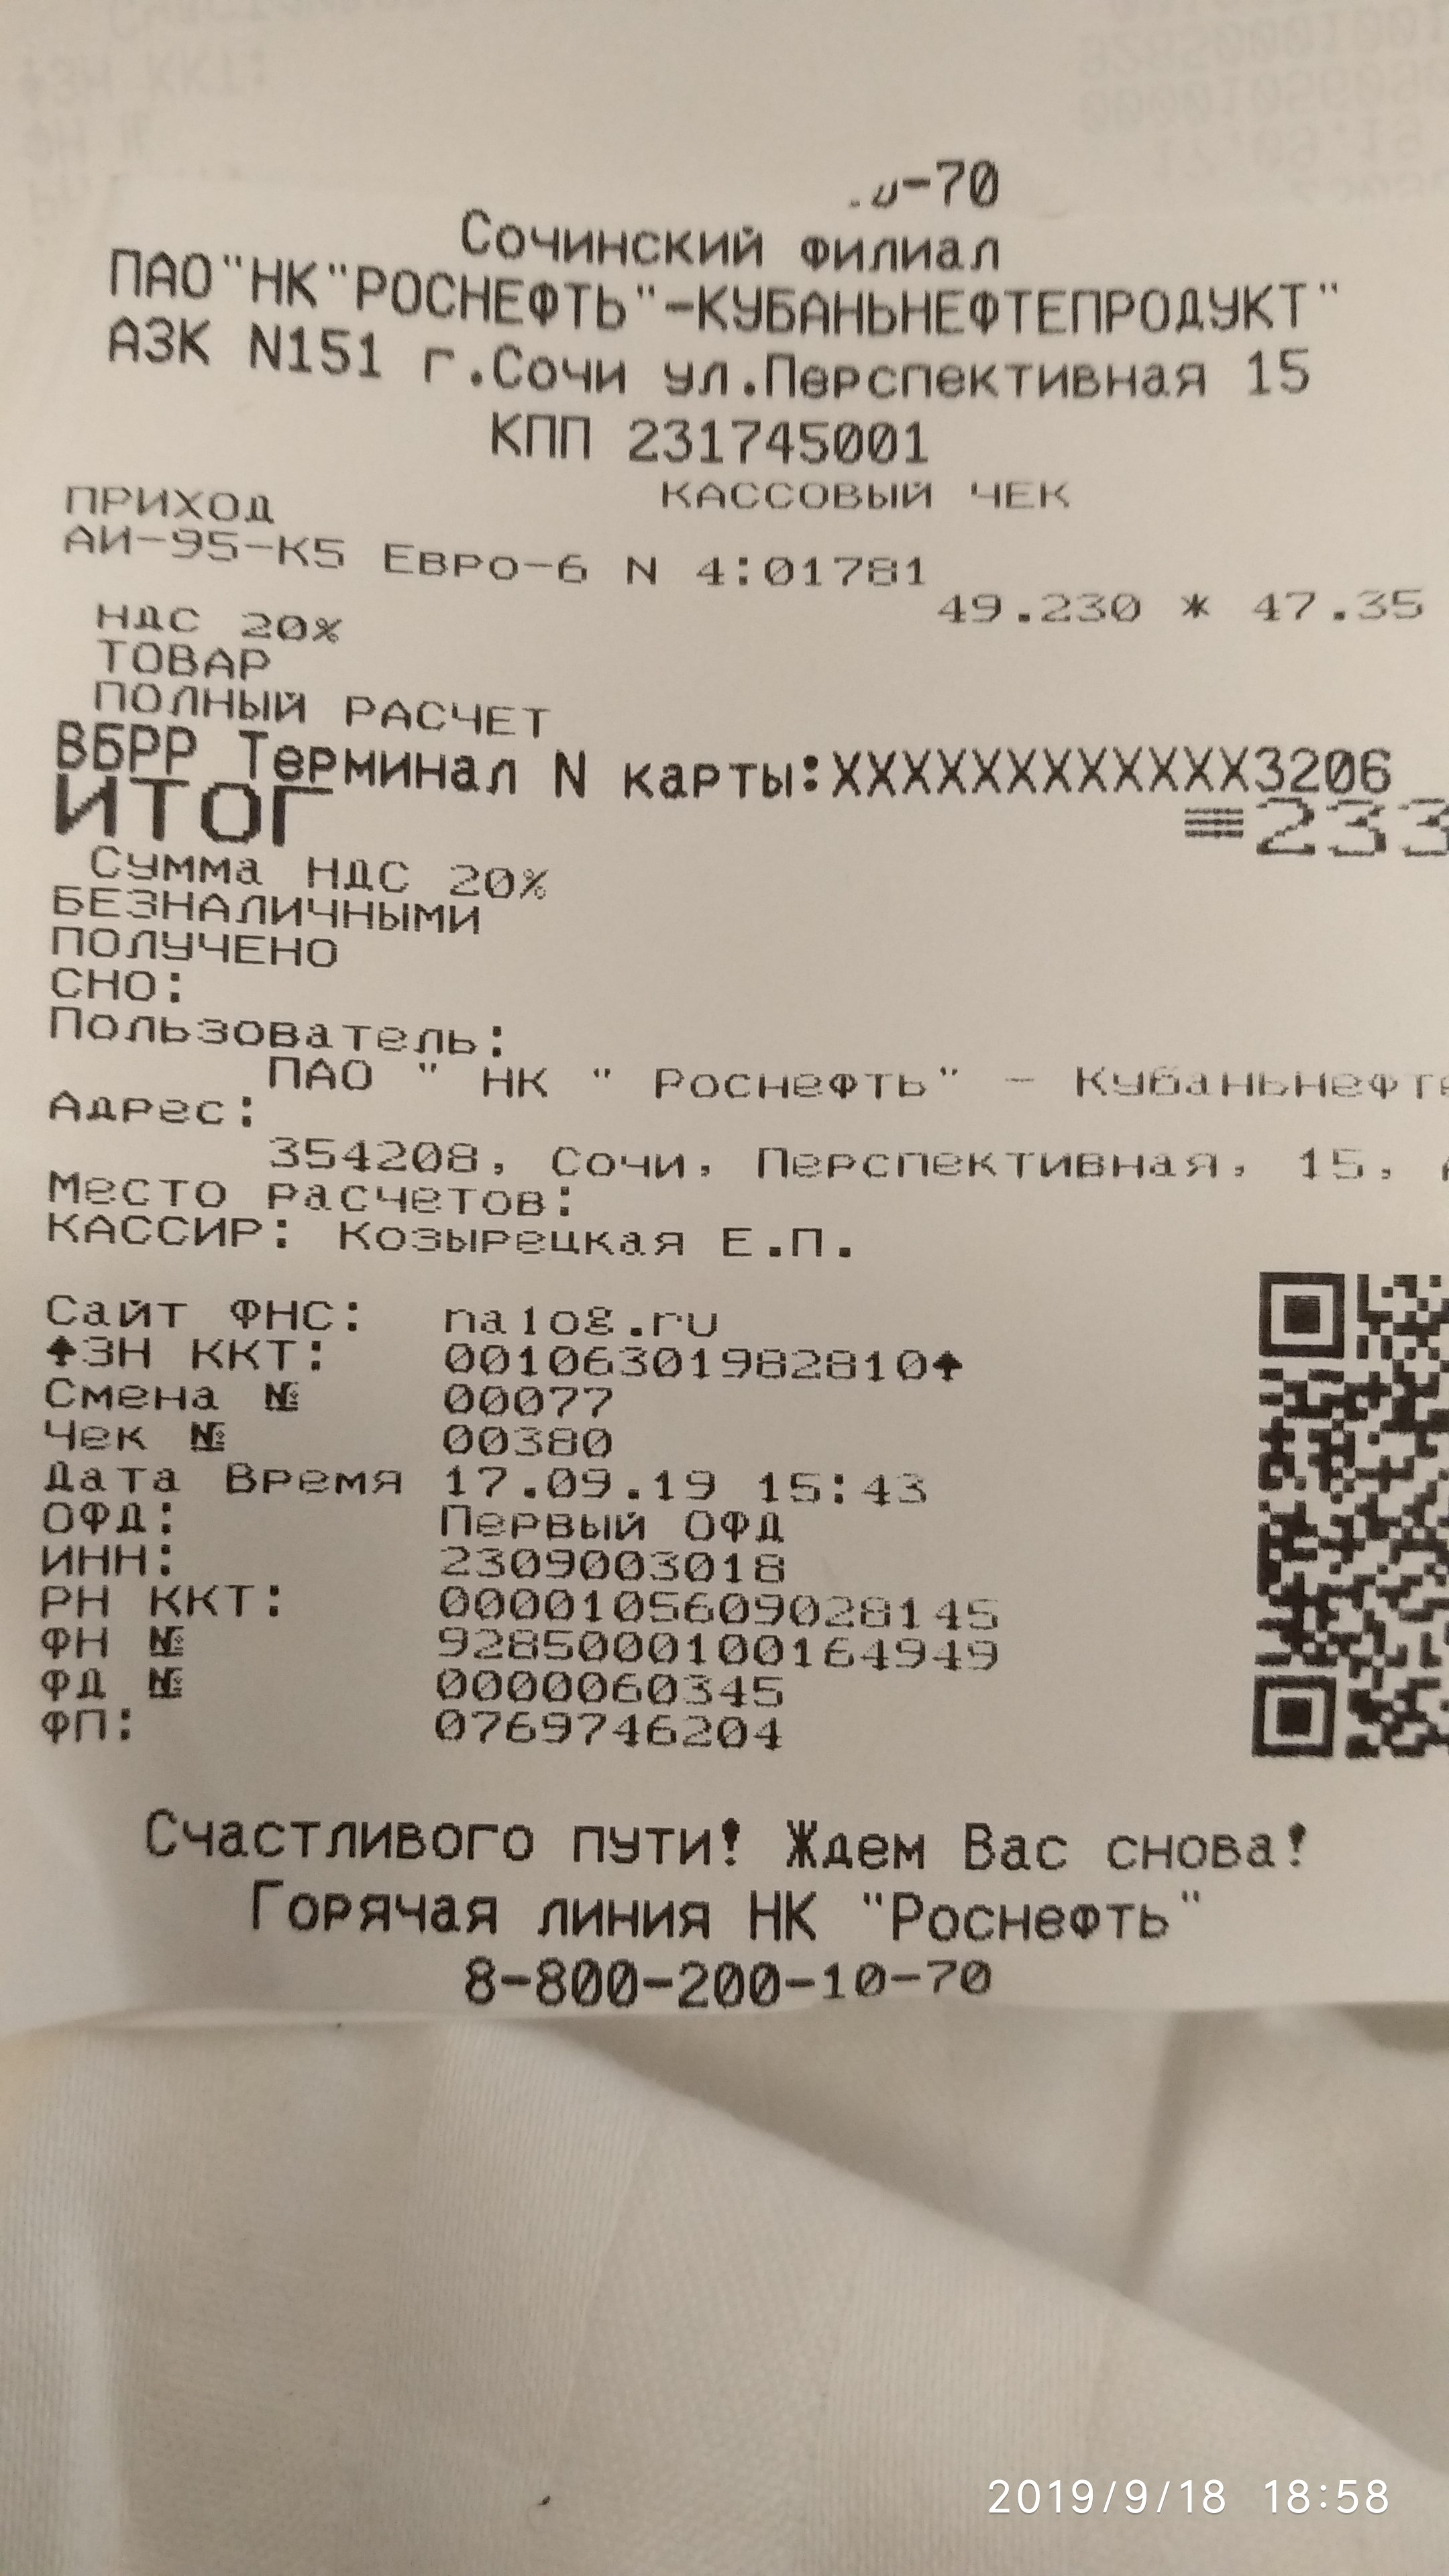 -70
Сочинский филиал
ПАО"НК"РОСНЕФТЬ"-КУБАНЬНЕФТЕПРОДУКТ"
АЗК N151 г.Сочи ул.Перспективная 15
КПП 231745001
ПРИХОД КАССОВЫЙ ЧЕК
АИ-95-К5 Евро-6 N 4:01781
49.230 * 47.35
НДС 20%
ТОВАР
ПОЛНЫЙ РАСЧЕТ
ВБРР Терминал N карты:XXXXXXXXXXXX3206
ИТОГ ≡233
Сумма НДС 20%
БЕЗНАЛИЧНЫМИ
ПОЛУЧЕНО
СНО:
Пользователь:
ПАО " НК " Роснефть" - Кубаньнефте
Адрес:
354208, Сочи, Перспективная, 15,
Место расчетов:
КАССИР: Козырецкая Е.П.
Сайт ФНС: nalog.ru
🠉ЗН ККТ: 00106301982810🠉
Смена № 00077
Чек № 00380
Дата Время 17.09.19 15:43
ОФД: Первый ОФД
ИНН: 2309003018
РН ККТ: 0000105609028145
ФН № 9285000100164949
ФД № 0000060345
ФП: 0769746204
Счастливого пути! Ждем Вас снова!
Горячая линия НК "Роснефть"
8-800-200-10-70
2019/9/18 18:58